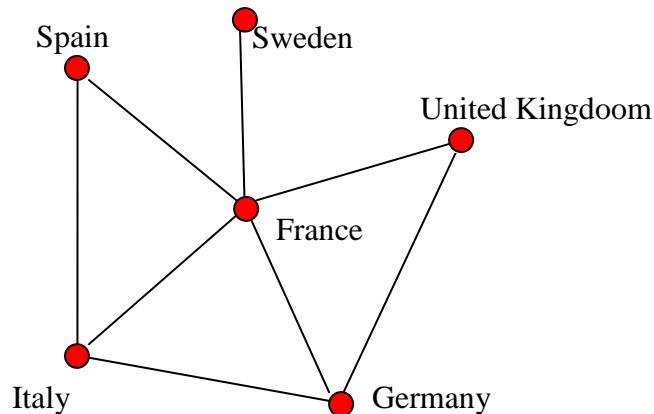 Spain
Sweden
United Kingdoom
France
Italy
Germany